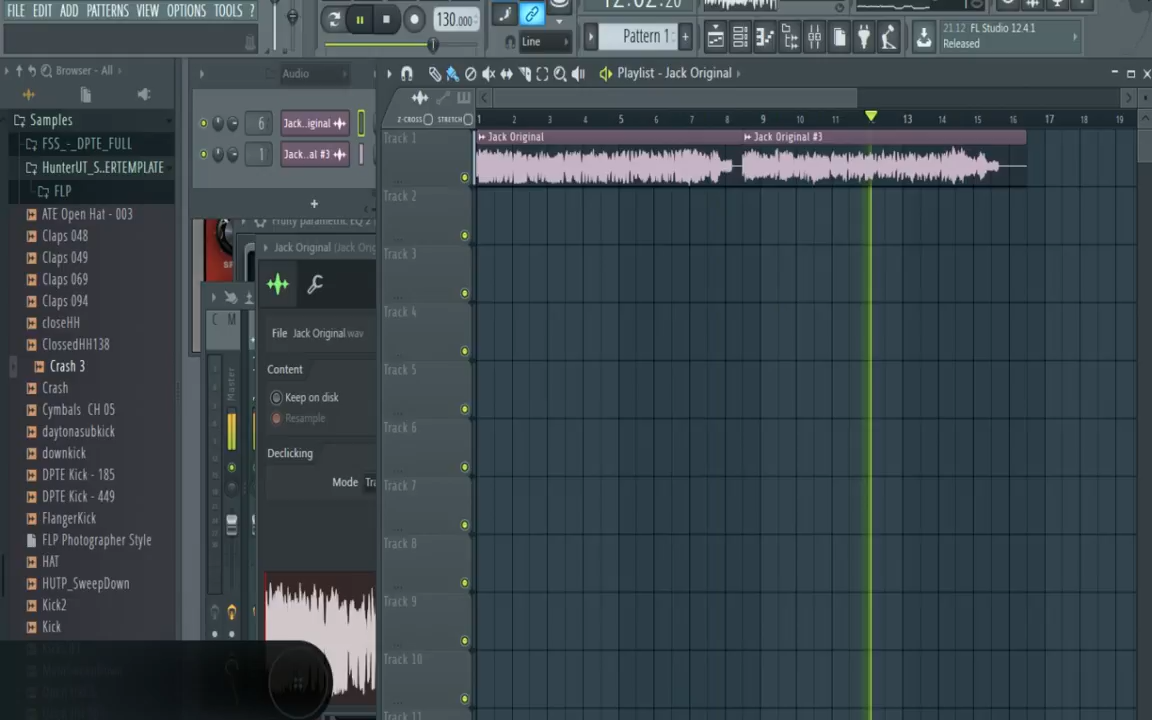 FILE EDIT ADD PATTERNS VIEW OPTIONS TOOLS ?
130.000
Line
Pattern 1
21.12 FL Studio 12.4.1
Released
Browser - All
Audio
Playlist - Jack Original
Z-CROSS STRETCH
1 2 3 4 5 6 7 8 9 10 11 12 13 14 15 16 17 18 19
Samples
FSS_-_DPTE_FULL
HunterUT_S..ERTEMPLATE
FLP
ATE Open Hat - 003
Claps 048
Claps 049
Claps 069
Claps 094
closeHH
ClossedHH138
Crash 3
Crash
Cymbals CH 05
daytonasubkick
downkick
DPTE Kick - 185
DPTE Kick - 449
FlangerKick
FLP Photographer Style
HAT
HUTP_SweepDown
Kick2
Kick
6 Jack..iginal
1 Jack..al #3
Fruity parametric EQ 2
Jack Original (Jack Orig
File Jack Original.wav
Content
Keep on disk
Resample
Declicking
Mode Tra
C M
Master
Track 1
Jack Original
Jack Original #3
Track 2
Track 3
Track 4
Track 5
Track 6
Track 7
Track 8
Track 9
Track 10
Track 11